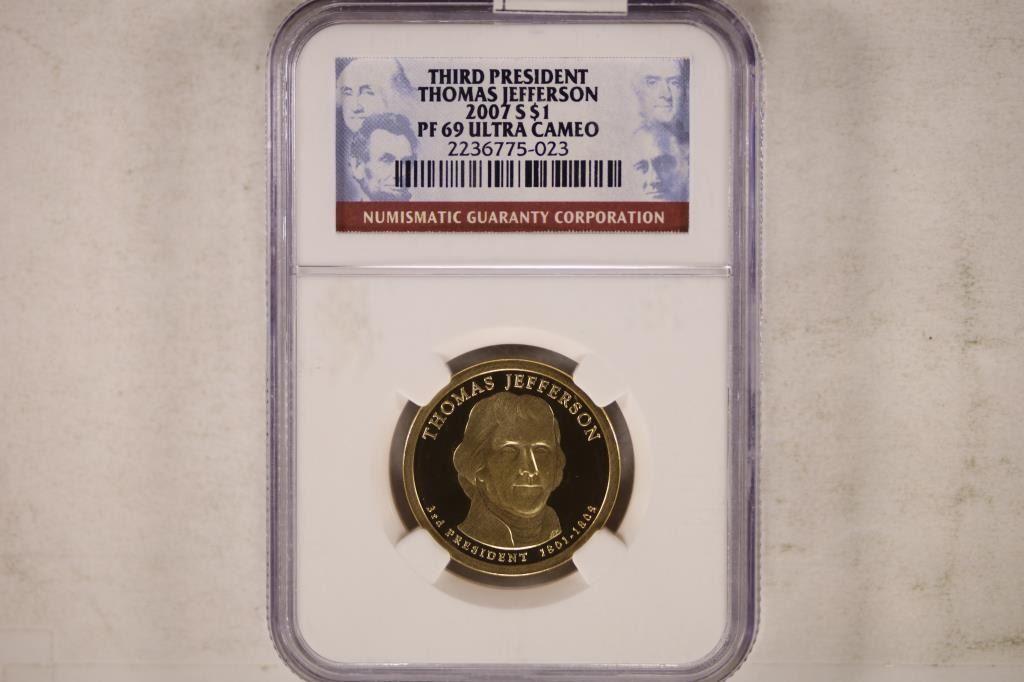 THIRD PRESIDENT
THOMAS JEFFERSON
2007 S $1
PF 69 ULTRA CAMEO
2236775-023
NUMISMATIC GUARANTY CORPORATION
THOMAS JEFFERSON
3rd PRESIDENT 1801-1809